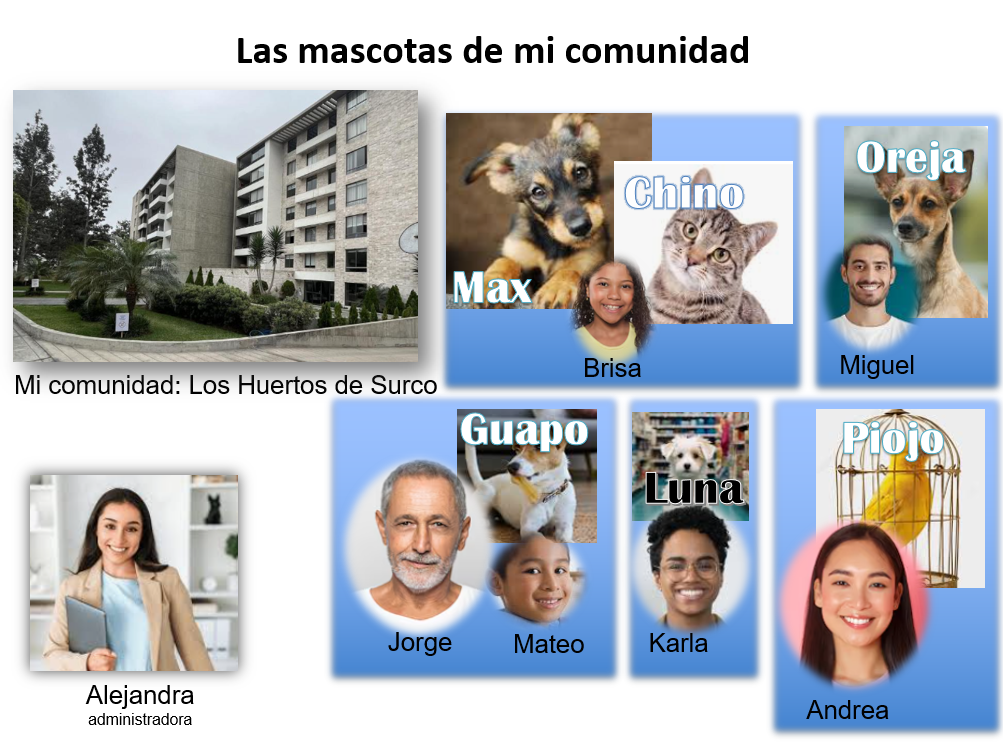 Las mascotas de mi comunidad
Mi comunidad: Los Huertos de Surco
Max
Chino
Brisa
Oreja
Miguel
Guapo
Jorge
Mateo
Luna
Karla
Piojo
Andrea
Alejandra
administradora